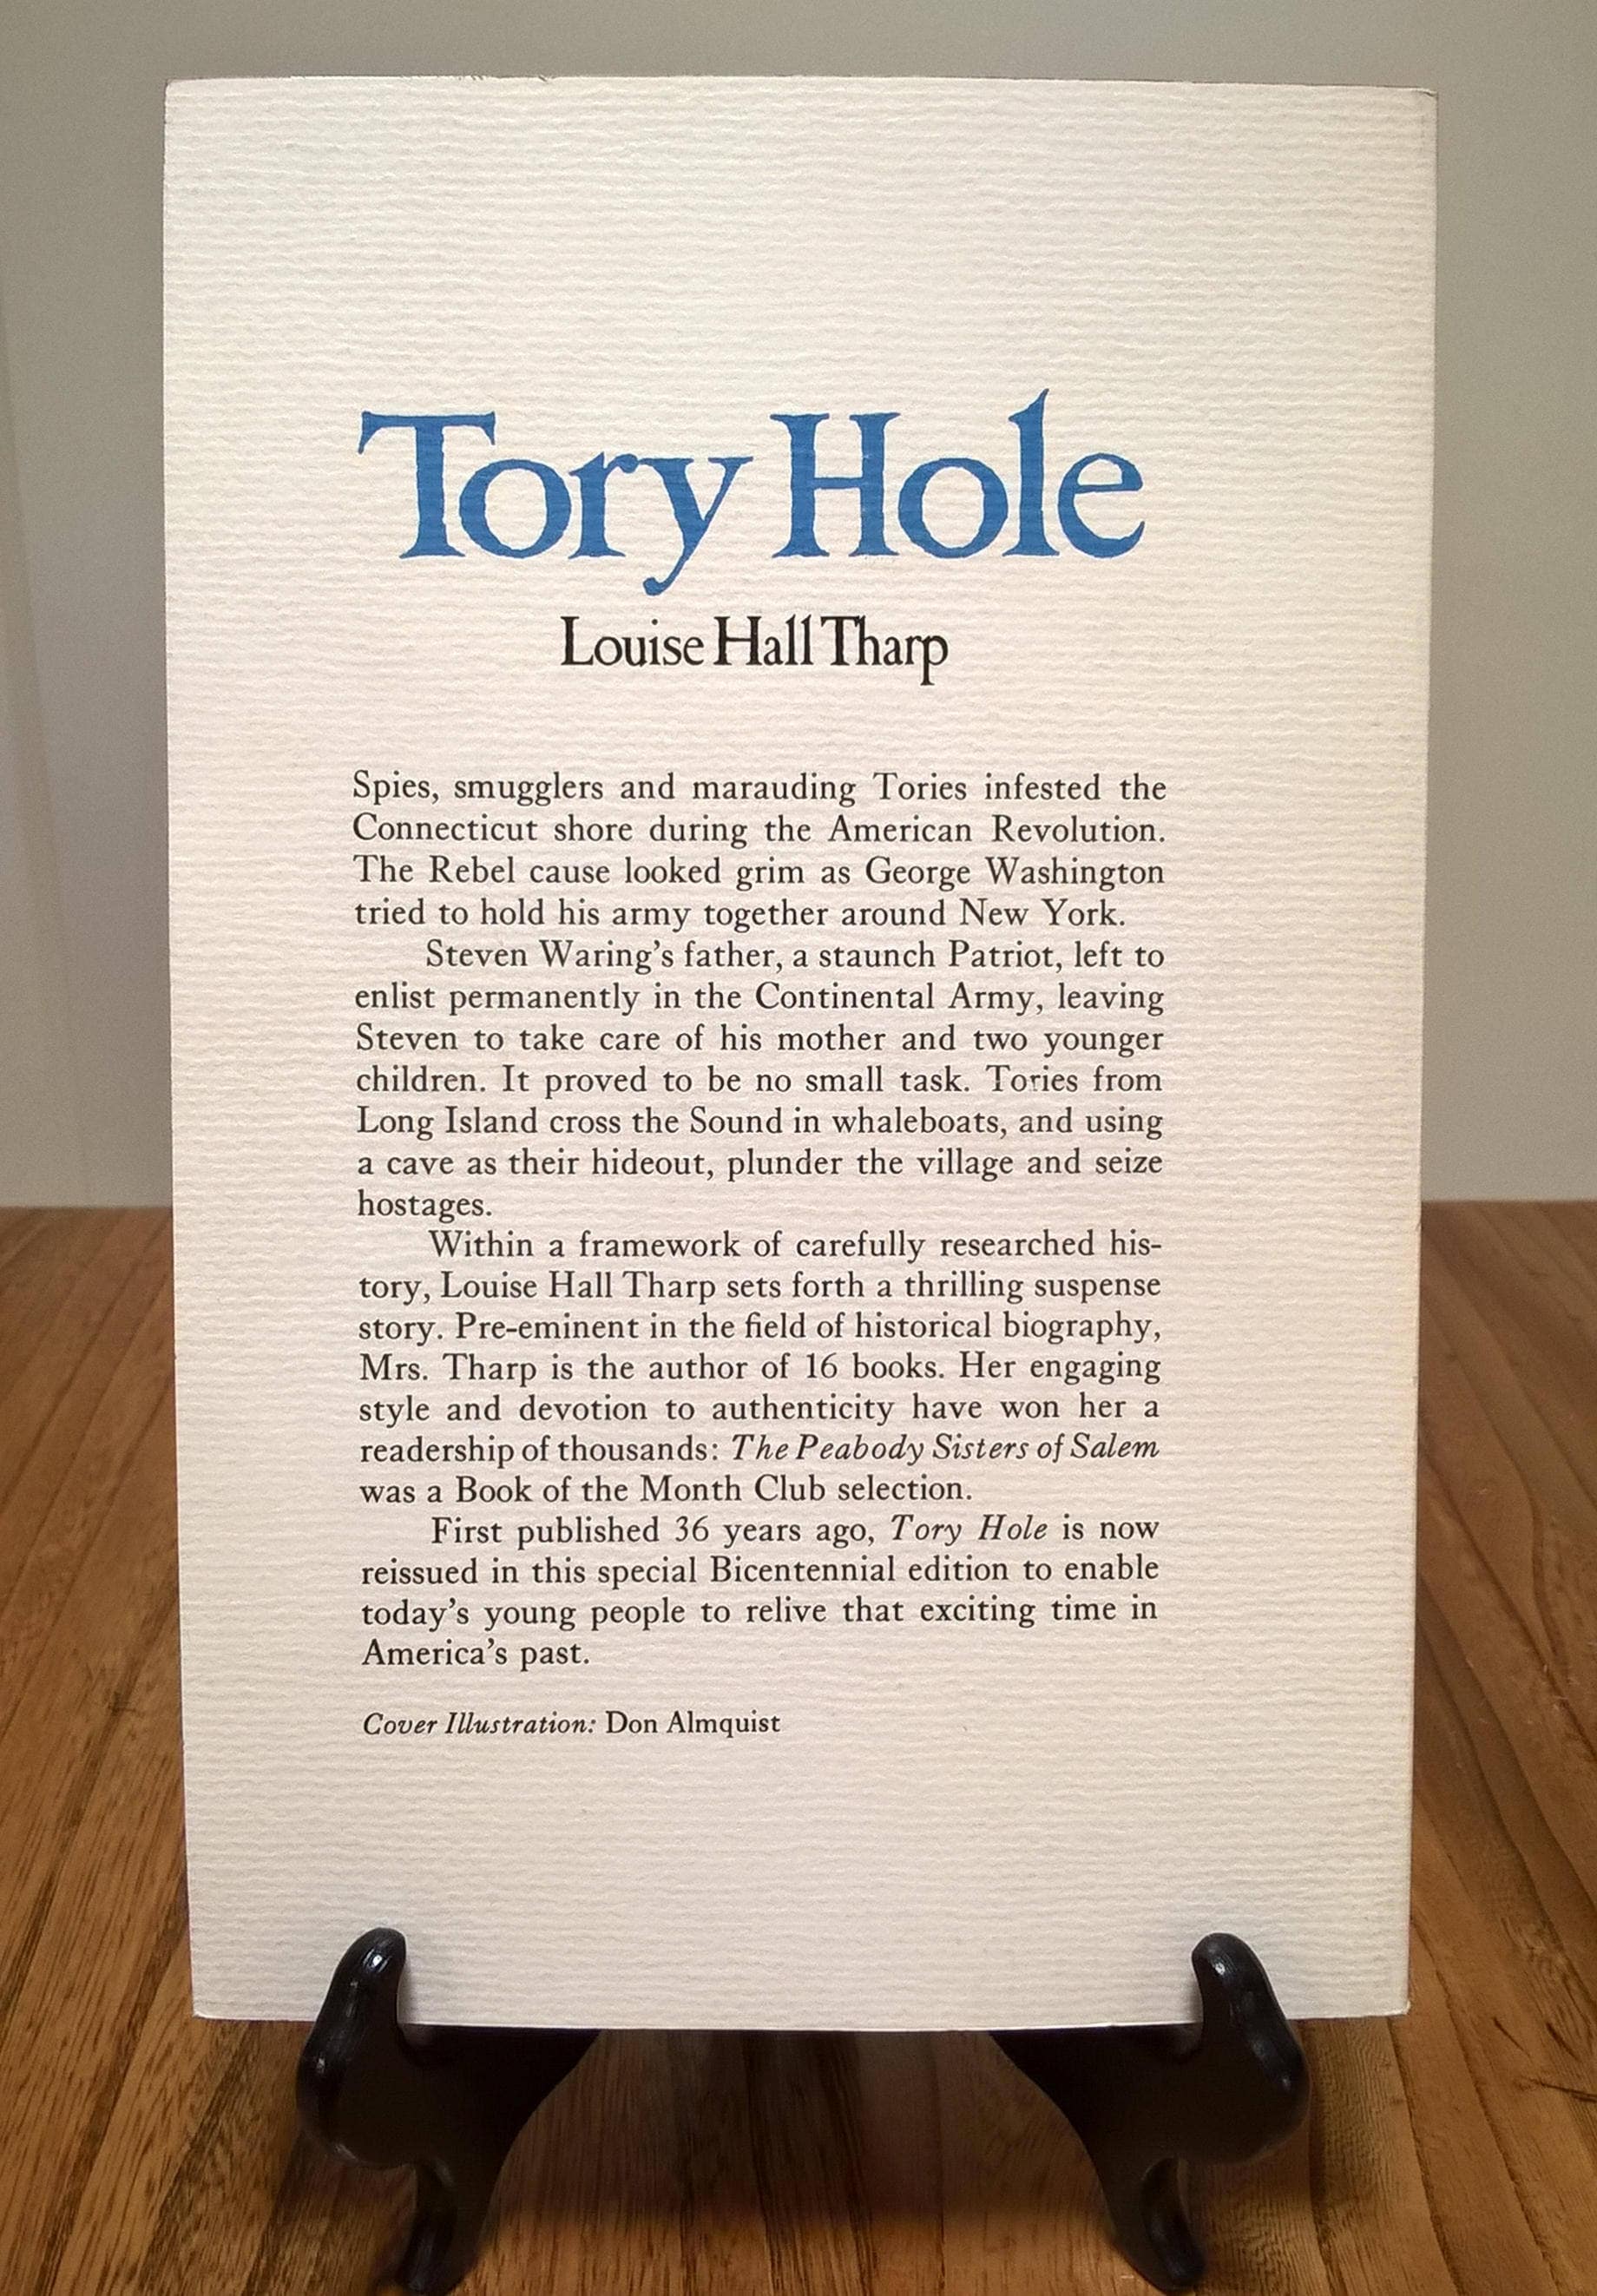 Tory Hole
Louise Hall Tharp
Spies, smugglers and marauding Tories infested the
Connecticut shore during the American Revolution.
The Rebel cause looked grim as George Washington
tried to hold his army together around New York.
Steven Waring's father, a staunch Patriot, left to
enlist permanently in the Continental Army, leaving
Steven to take care of his mother and two younger
children. It proved to be no small task. Tories from
Long Island cross the Sound in whaleboats, and using
a cave as their hideout, plunder the village and seize
hostages.
Within a framework of carefully researched his-
tory, Louise Hall Tharp sets forth a thrilling suspense
story. Pre-eminent in the field of historical biography,
Mrs. Tharp is the author of 16 books. Her engaging
style and devotion to authenticity have won her a
readership of thousands: The Peabody Sisters of Salem
was a Book of the Month Club selection.
First published 36 years ago, Tory Hole is now
reissued in this special Bicentennial edition to enable
today's young people to relive that exciting time in
America's past.
Cover Illustration: Don Almquist